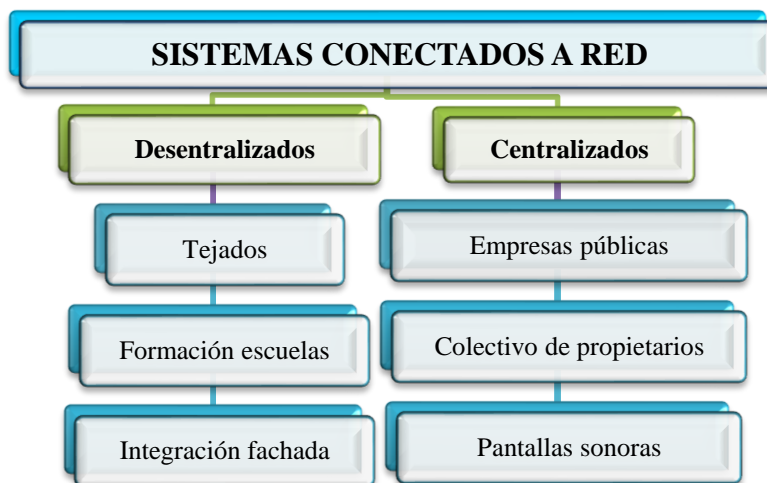 SISTEMAS CONECTADOS A RED
Desentralizados
Centralizados
Tejados
Empresas públicas
Formación escuelas
Colectivo de propietarios
Integración fachada
Pantallas sonoras